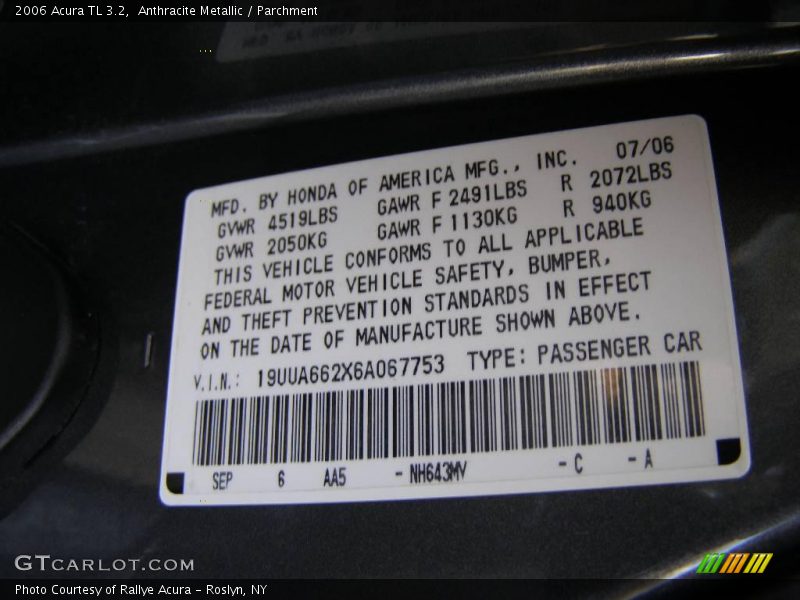 2006 Acura TL 3.2,  Anthracite Metallic / Parchment
MFD. BY HONDA OF AMERICA MFG., INC. 07/06
GVWR 4519LBS GAWR F 2491LBS R 2072LBS
GVWR 2050KG GAWR F 1130KG R 940KG
THIS VEHICLE CONFORMS TO ALL APPLICABLE
FEDERAL MOTOR VEHICLE SAFETY, BUMPER,
AND THEFT PREVENTION STANDARDS IN EFFECT
ON THE DATE OF MANUFACTURE SHOWN ABOVE.
V.I.N.: 19UUA662X6A067753 TYPE: PASSENGER CAR
SEP 6 AA5 - NH643MV - C - A
GTCARLOT.COM
Photo Courtesy of Rallye Acura – Roslyn, NY